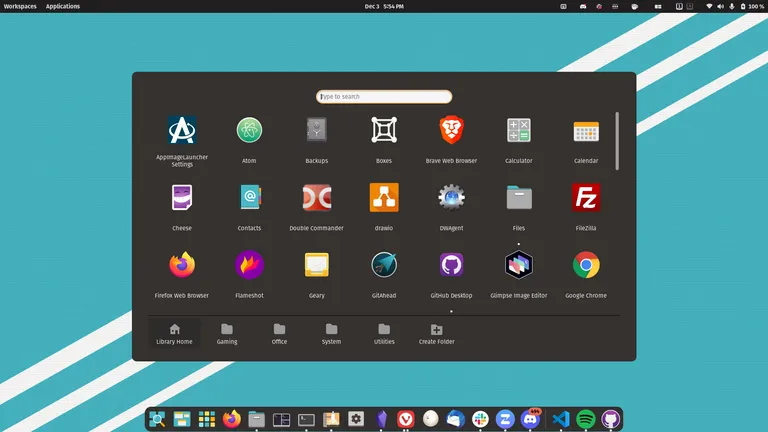 Workspaces Applications Dec 3 5:54 PM 100 %
Type to search
AppImageLauncher Settings
Atom
Backups
Boxes
Brave Web Browser
Calculator
Calendar
Cheese
Contacts
Double Commander
drawio
DWAgent
Files
FileZilla
Firefox Web Browser
Flameshot
Geary
GitAhead
GitHub Desktop
Glimpse Image Editor
Google Chrome
Library Home
Gaming
Office
System
Utilities
Create Folder